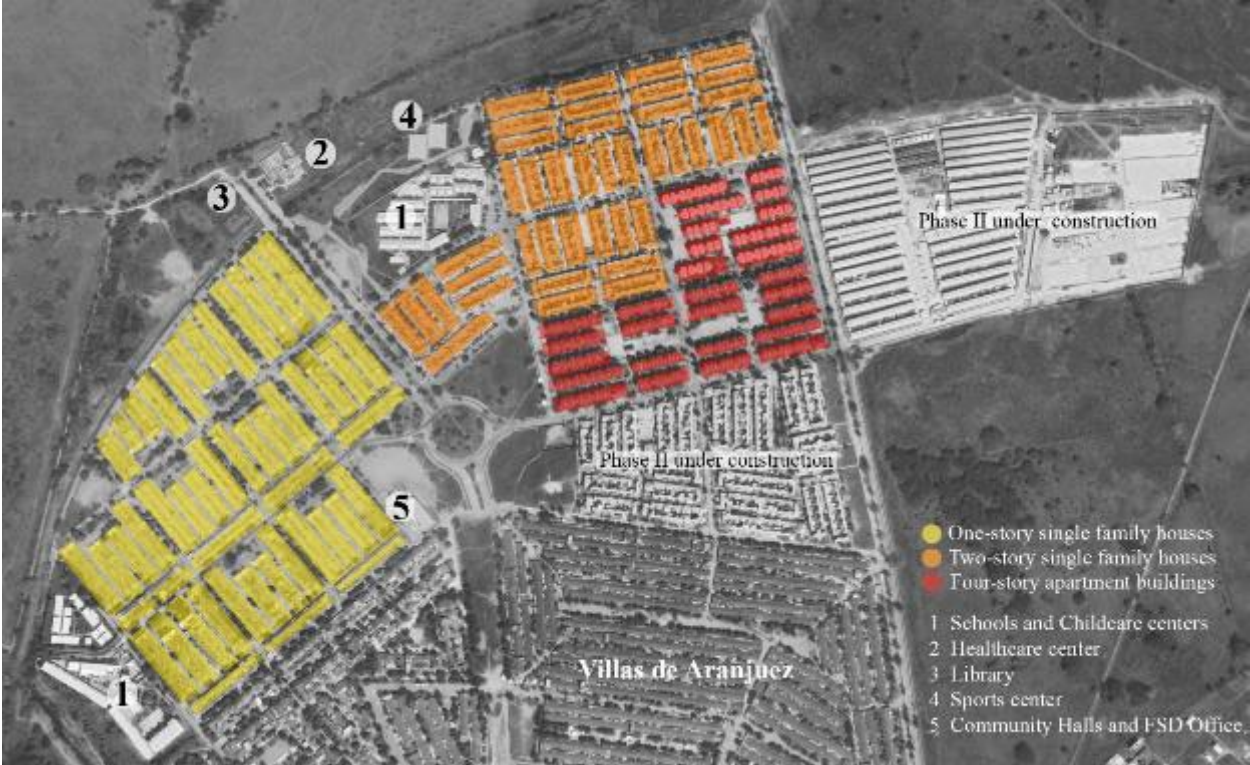 4
2
3
1
Phase II under construction
Phase II under construction
5
One-story single family houses
Two-story single family houses
Four-story apartment buildings
1 Schools and Childcare centers
2 Healthcare center
3 Library
4 Sports center
5 Community Halls and FSD Office
Villas de Aranjuez
1